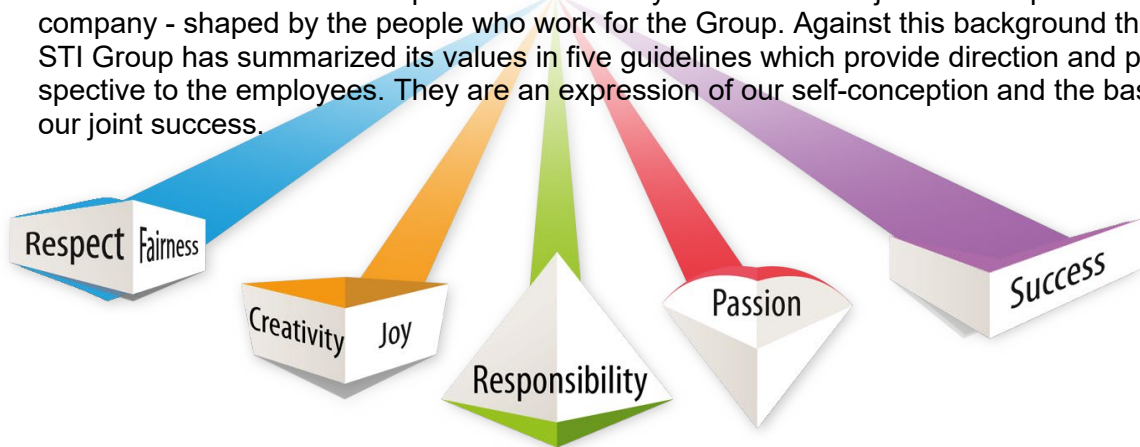 company - shaped by the people who work for the Group. Against this background th
STI Group has summarized its values in five guidelines which provide direction and p
spective to the employees. They are an expression of our self-conception and the bas
our joint success.
Respect Fairness
Creativity Joy
Responsibility
Passion
Success